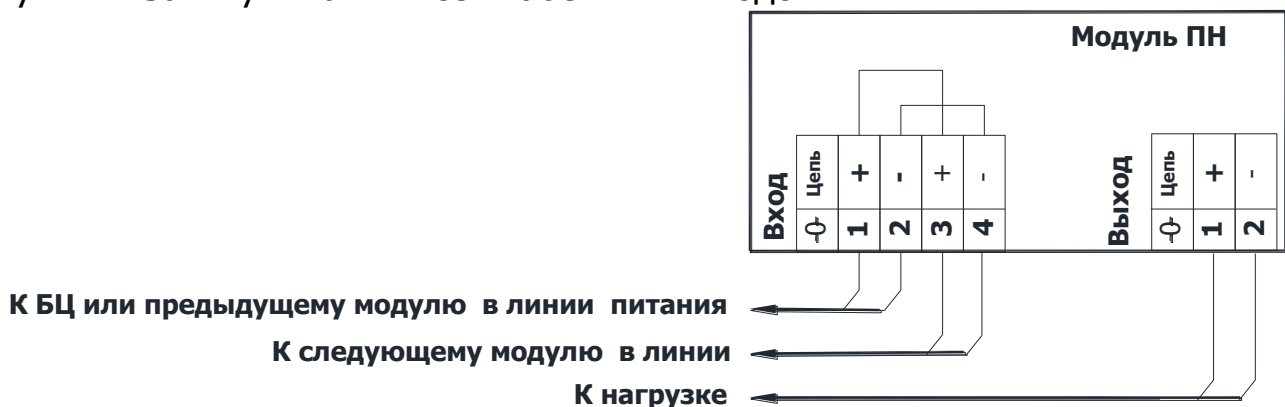 Модуль ПН
Вход
Цепь + - + -
1 2 3 4
Выход
Цепь + -
1 2
К БЦ или предыдущему модулю в линии питания
К следующему модулю в линии
К нагрузке